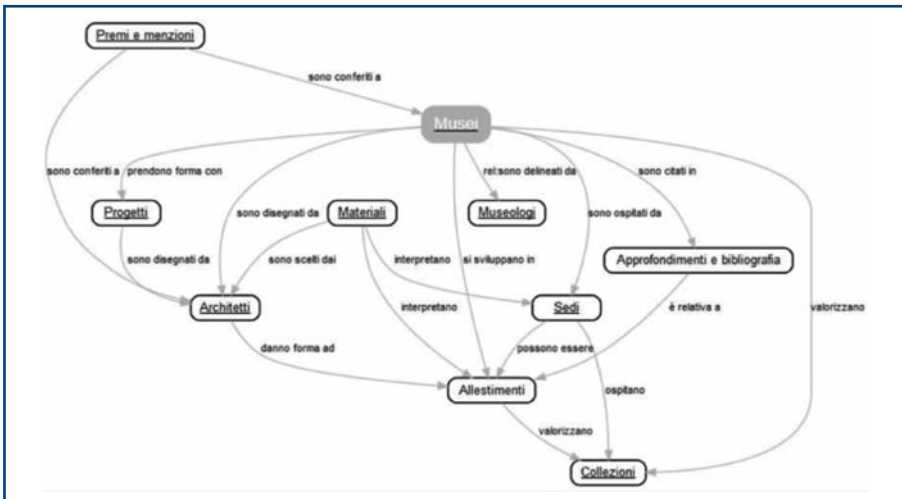 Premi e menzioni
sono conferiti a
Musei
sono conferiti a
prendono forma con
rel:sono delineati da
sono citati in
Progetti
sono disegnati da
Materiali
Museologi
sono ospitati da
sono disegnati da
sono scelti dai
interpretano
si sviluppano in
Approfondimenti e bibliografia
Architetti
interpretano
Sedi
è relativa a
valorizzano
danno forma ad
possono essere
Allestimenti
ospitano
valorizzano
Collezioni